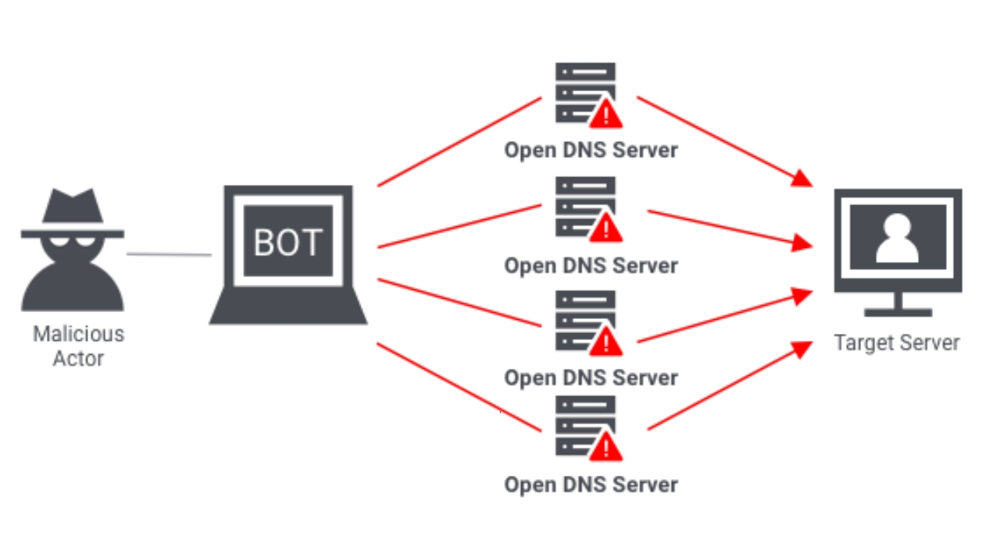 Open DNS Server
BOT
Open DNS Server
Malicious
Actor
Target Server
Open DNS Server
Open DNS Server